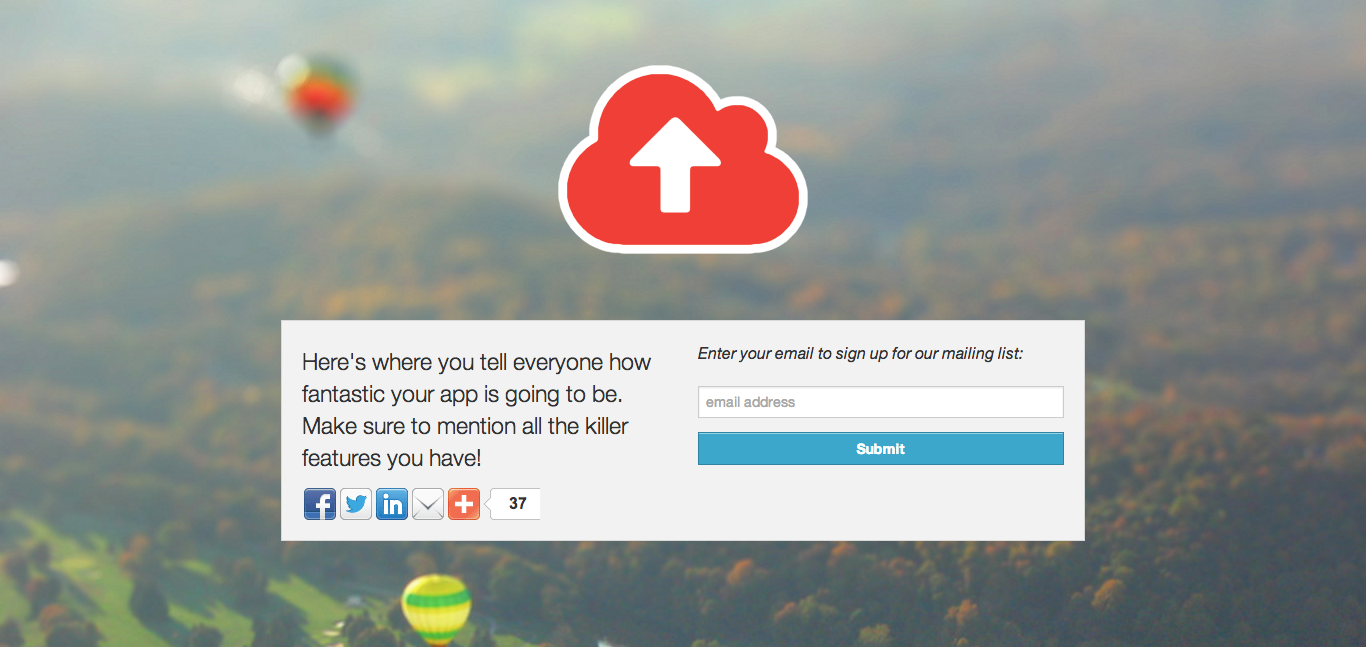 Here's where you tell everyone how
fantastic your app is going to be.
Make sure to mention all the killer
features you have!
f
in
37
Enter your email to sign up for our mailing list:
email address
Submit